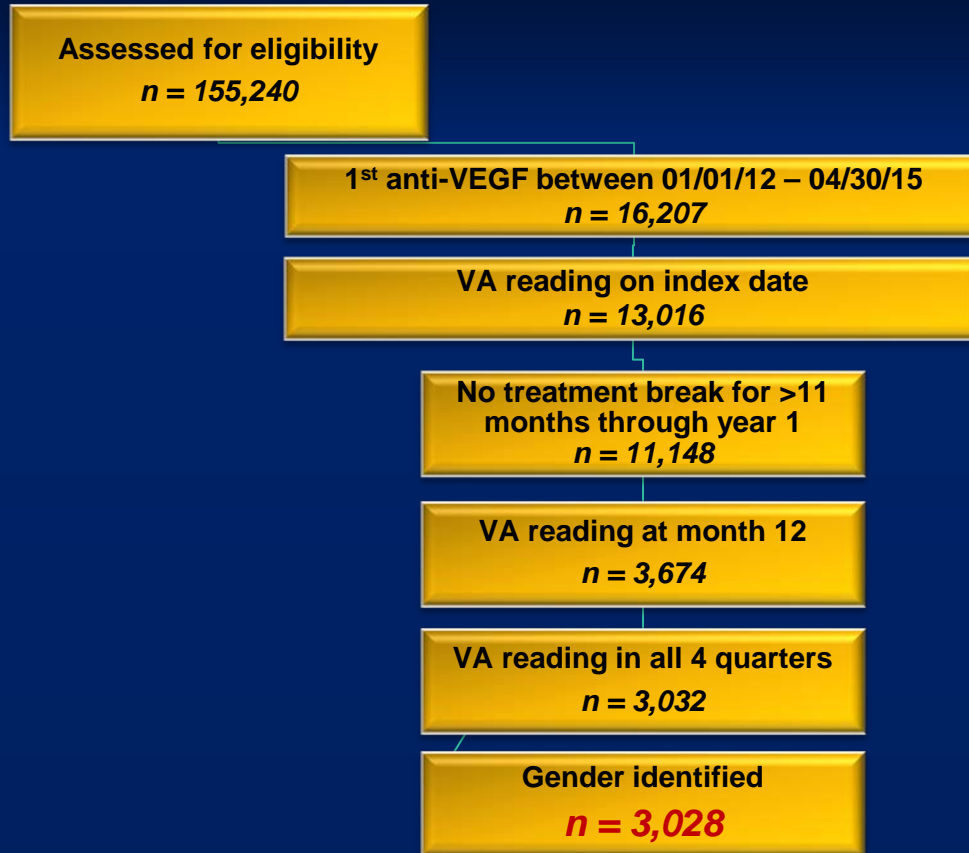 Assessed for eligibility
n = 155,240
1st anti-VEGF between 01/01/12 – 04/30/15
n = 16,207
VA reading on index date
n = 13,016
No treatment break for >11
months through year 1
n = 11,148
VA reading at month 12
n = 3,674
VA reading in all 4 quarters
n = 3,032
Gender identified
n = 3,028